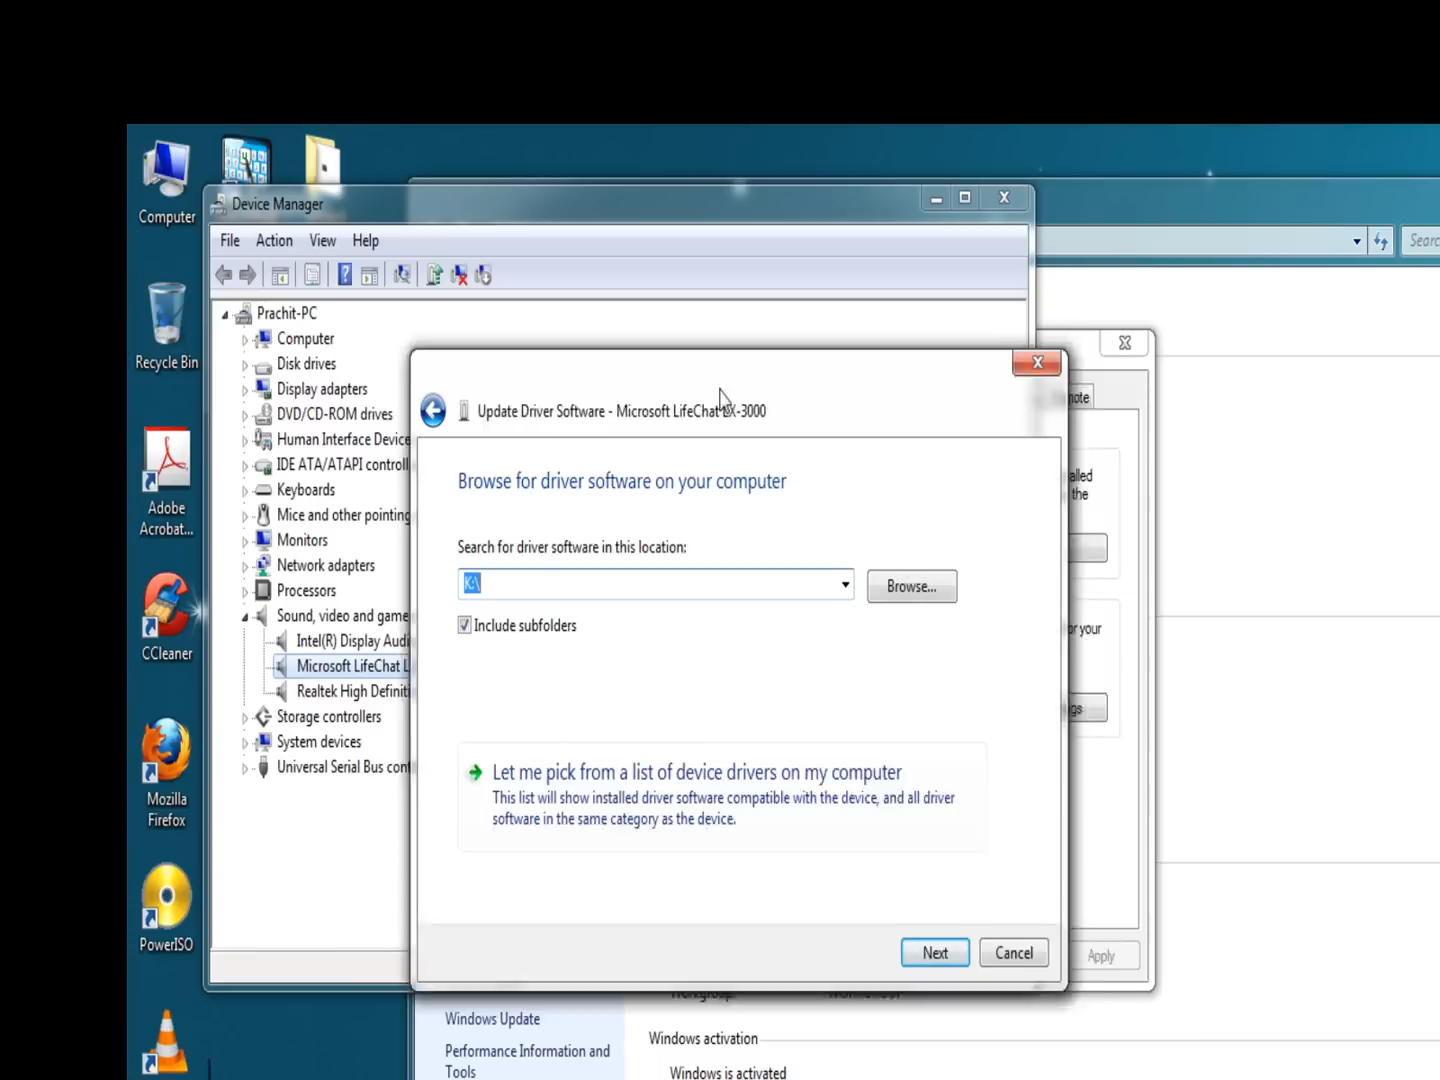 Computer
Recycle Bin
Adobe
Acrobat...
CCleaner
Mozilla
Firefox
PowerISO
Device Manager
File Action View Help
Prachit-PC
Computer
Disk drives
Display adapters
DVD/CD-ROM drives
Human Interface Device
IDE ATA/ATAPI controll
Keyboards
Mice and other pointing
Monitors
Network adapters
Processors
Sound, video and game
Intel(R) Display Audi
Microsoft LifeChat L
Realtek High Definiti
Storage controllers
System devices
Universal Serial Bus cont
Update Driver Software - Microsoft LifeChat LX-3000
Browse for driver software on your computer
Search for driver software in this location:
K:\
Browse...
Include subfolders
Let me pick from a list of device drivers on my computer
This list will show installed driver software compatible with the device, and all driver
software in the same category as the device.
Next Cancel
Searc
the
or your
Apply
Windows Update
Performance Information and
Tools
Windows activation
Windows is activated